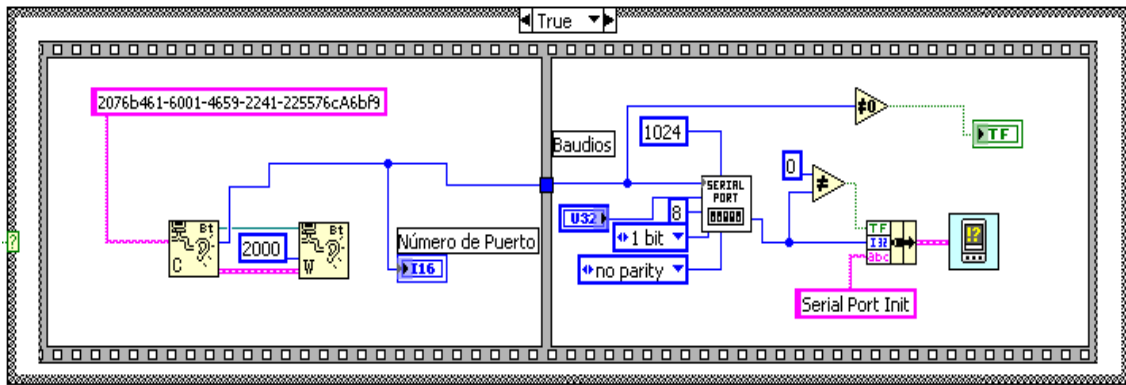 True
2076b461-6001-4659-2241-225576cA6bf9
≠0
1024
TF
Baudios
0
≠
SERIAL
PORT
Bt
Bt
U32
8
TF
2000
Número de Puerto
1 bit
I32
?
C
W
I16
abc
!?
no parity
Serial Port Init